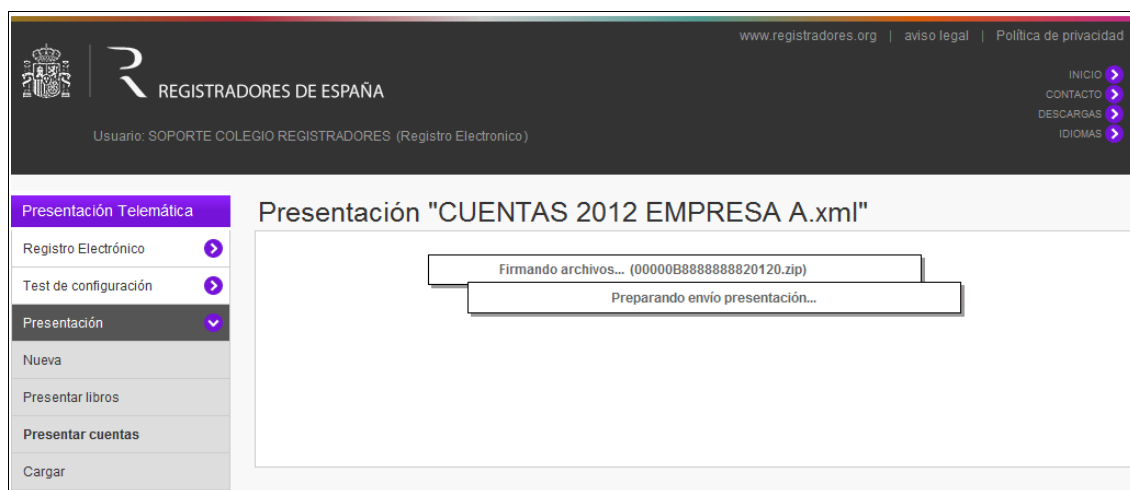 www.registradores.org | aviso legal | Política de privacidad
REGISTRADORES DE ESPAÑA
INICIO
CONTACTO
DESCARGAS
IDIOMAS
Usuario: SOPORTE COLEGIO REGISTRADORES (Registro Electronico)
Presentación Telemática
Registro Electrónico
Test de configuración
Presentación
Nueva
Presentar libros
Presentar cuentas
Cargar
Presentación "CUENTAS 2012 EMPRESA A.xml"
Firmando archivos... (00000B8888888820120.zip)
Preparando envío presentación...